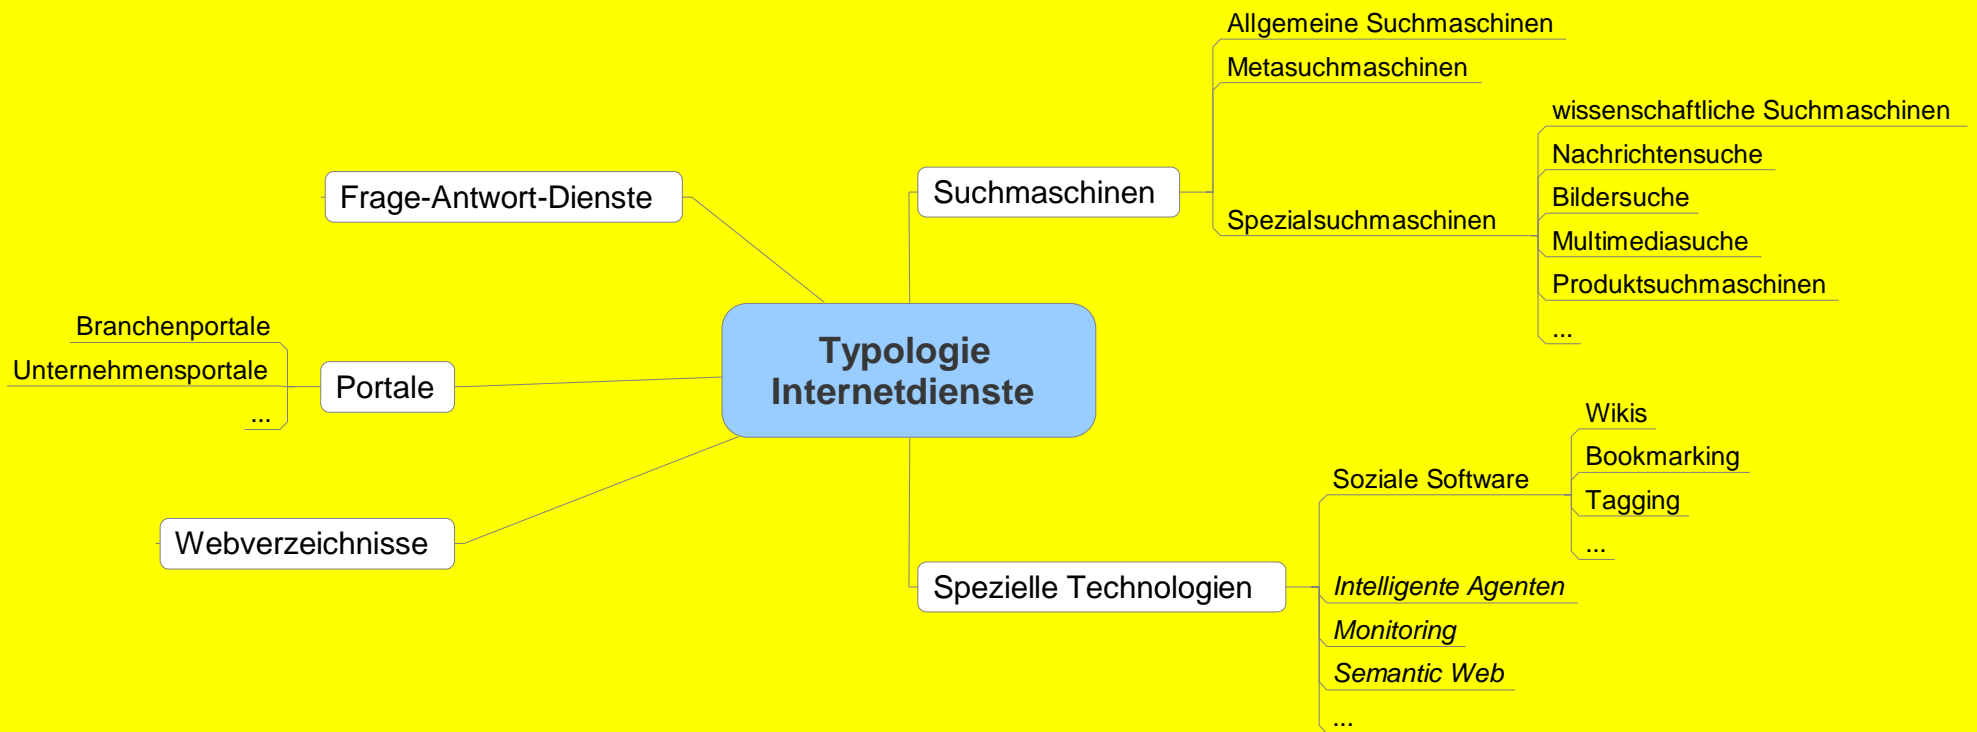 Typologie
Internetdienste
Suchmaschinen
Allgemeine Suchmaschinen
Metasuchmaschinen
Spezialsuchmaschinen
wissenschaftliche Suchmaschinen
Nachrichtensuche
Bildersuche
Multimediasuche
Produktsuchmaschinen
...
Spezielle Technologien
Soziale Software
Wikis
Bookmarking
Tagging
...
Intelligente Agenten
Monitoring
Semantic Web
...
Frage-Antwort-Dienste
Portale
Branchenportale
Unternehmensportale
...
Webverzeichnisse